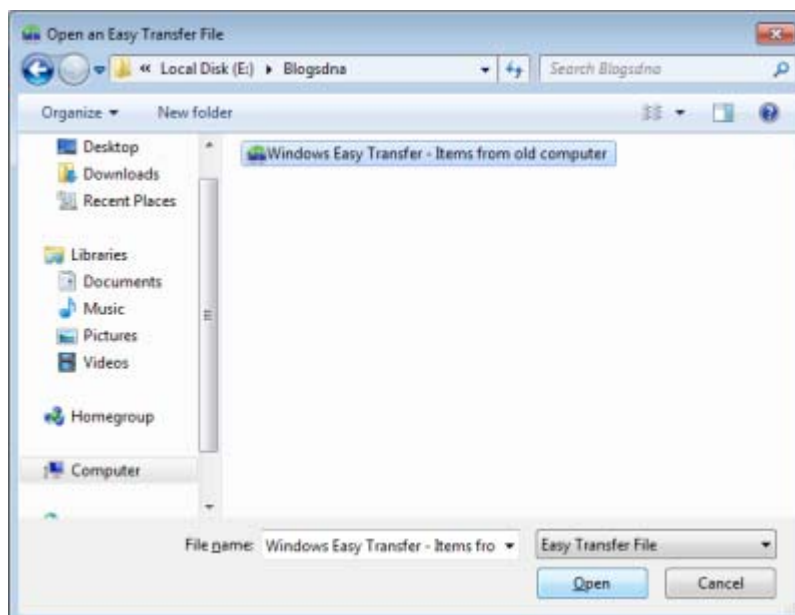 Open an Easy Transfer File
« Local Disk (E:) ▸ Blogsdna
Search Blogsdna
Organize ▾ New folder
Desktop
Windows Easy Transfer - Items from old computer
Downloads
Recent Places
Libraries
Documents
Music
Pictures
Videos
Homegroup
Computer
File name: Windows Easy Transfer - Items fro
Easy Transfer File
Open Cancel